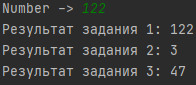 Number -> 122
Результат задания 1: 122
Результат задания 2: 3
Результат задания 3: 47